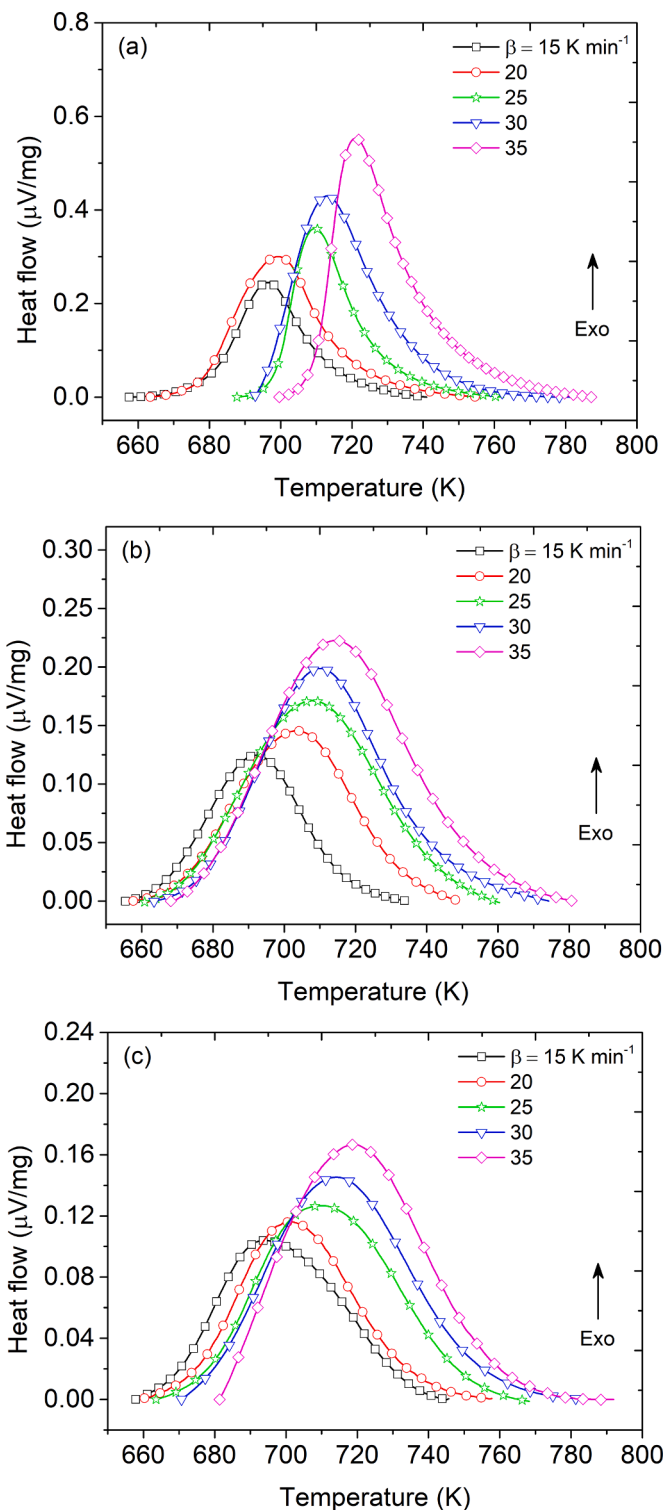 (a)
β = 15 K min⁻¹
20
25
30
35
Exo
0.8
0.6
0.4
0.2
0.0
Heat flow (μV/mg)
660 680 700 720 740 760 780 800
Temperature (K)
(b)
β = 15 K min⁻¹
20
25
30
35
Exo
0.30
0.25
0.20
0.15
0.10
0.05
0.00
Heat flow (μV/mg)
660 680 700 720 740 760 780 800
Temperature (K)
(c)
β = 15 K min⁻¹
20
25
30
35
Exo
0.24
0.20
0.16
0.12
0.08
0.04
0.00
Heat flow (μV/mg)
660 680 700 720 740 760 780 800
Temperature (K)